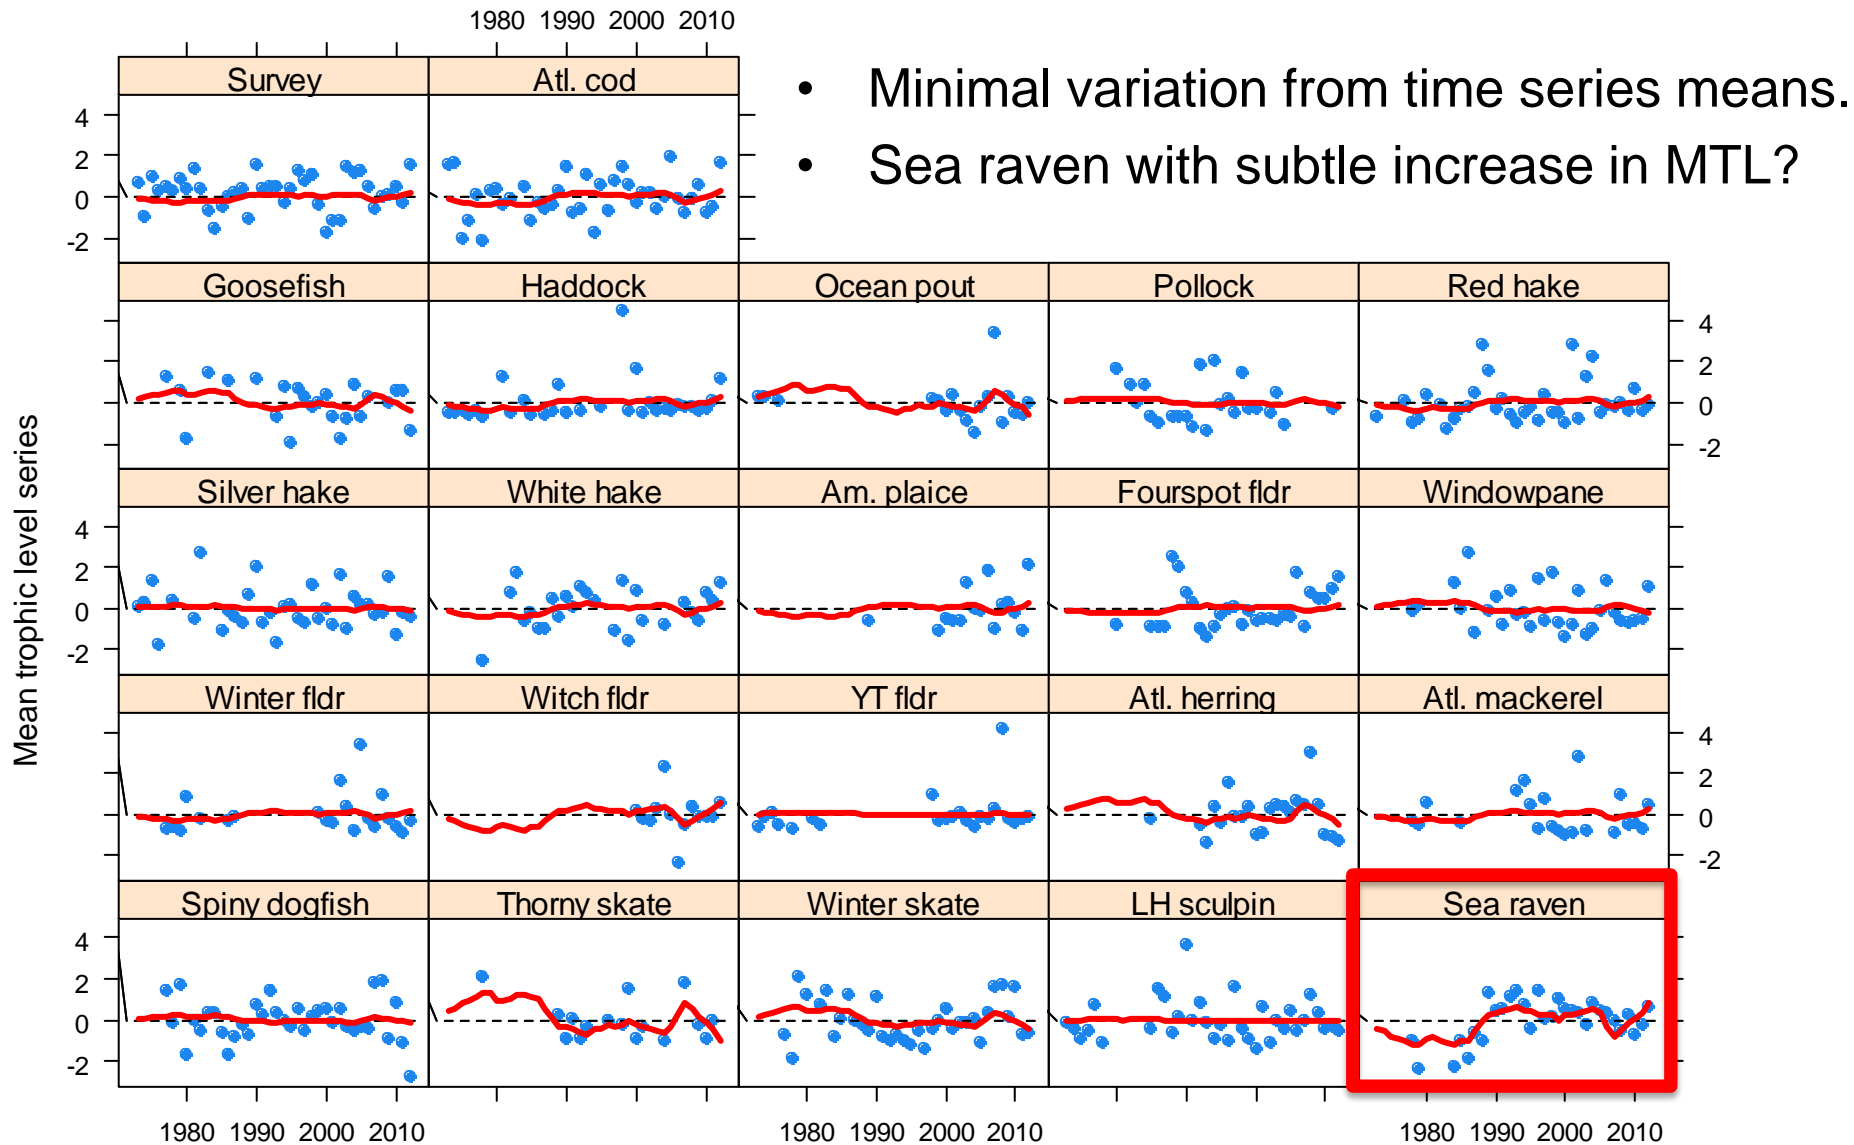 1980 1990 2000 2010
Survey Atl. cod
• Minimal variation from time series means.
• Sea raven with subtle increase in MTL?
4
2
0
-2
Goosefish Haddock Ocean pout Pollock Red hake
4
2
0
-2
Silver hake White hake Am. plaice Fourspot fldr Windowpane
4
2
0
-2
Mean trophic level series
Winter fldr Witch fldr YT fldr Atl. herring Atl. mackerel
4
2
0
-2
Spiny dogfish Thorny skate Winter skate LH sculpin Sea raven
4
2
0
-2
1980 1990 2000 2010 1980 1990 2000 2010 1980 1990 2000 2010